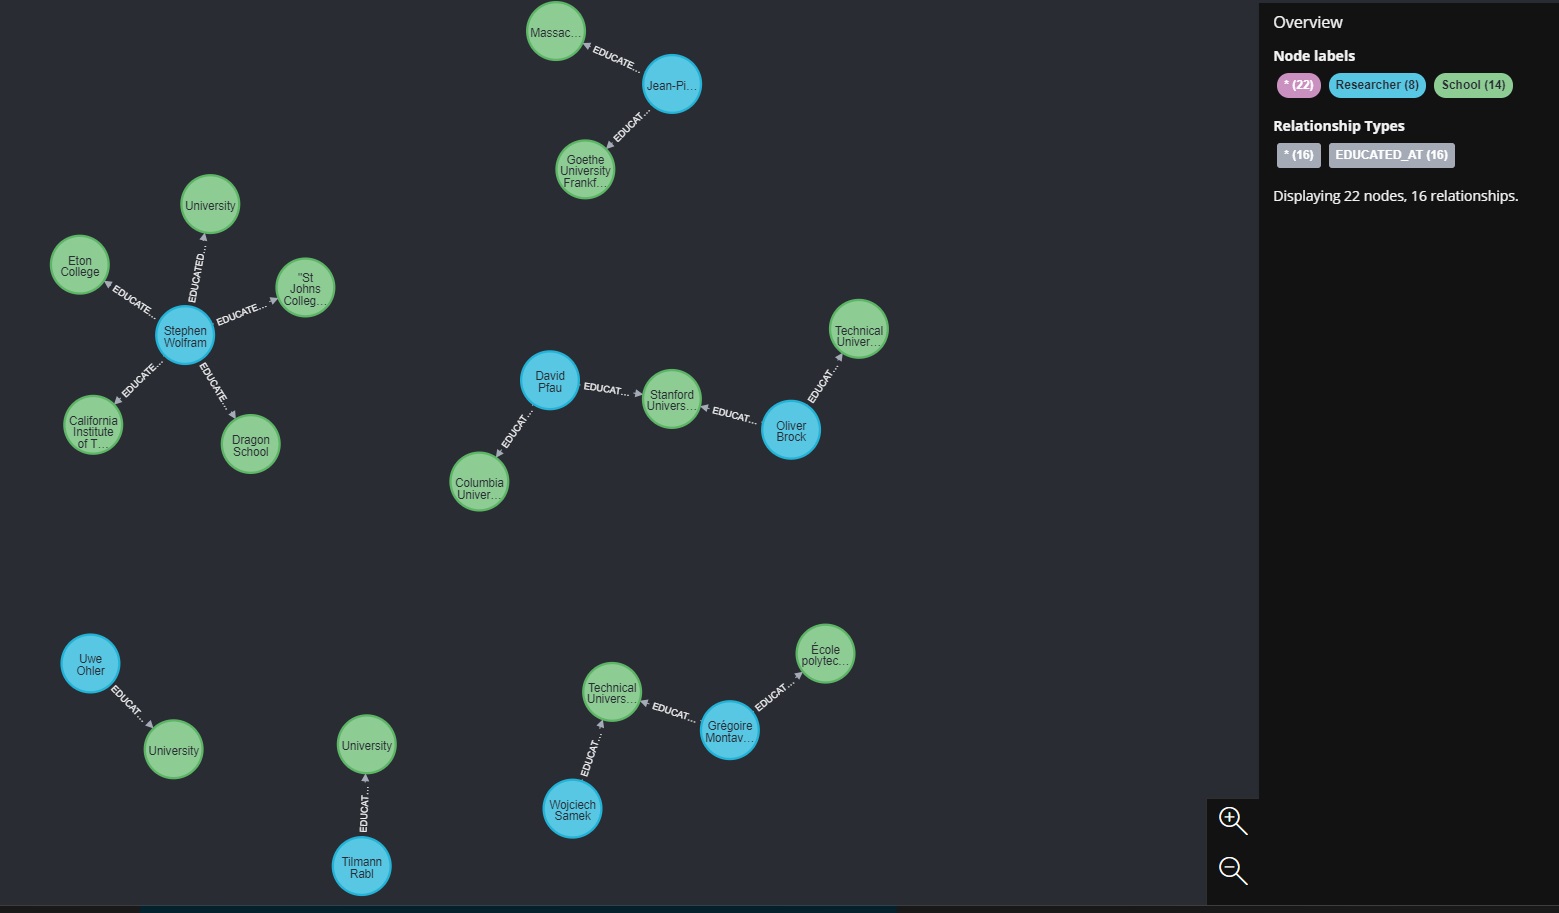 Massac...
EDUCATE...
Jean-Pi...
EDUCAT...
Goethe
University
Frankf...
University
Eton
College
EDUCATED...
"St
Johns
Colleg...
EDUCATE...
EDUCATE...
Stephen
Wolfram
EDUCATE...
EDUCATE...
California
Institute
of T...
Dragon
School
Technical
Univer...
David
Pfau
EDUCAT...
Stanford
Univers...
EDUCAT...
EDUCAT...
Oliver
Brock
EDUCAT...
Columbia
Univer...
Uwe
Ohler
EDUCAT...
University
University
EDUCAT...
Tilmann
Rabl
École
polytec...
Technical
Univers...
EDUCAT...
EDUCAT...
Grégoire
Montav...
EDUCAT...
Wojciech
Samek
Overview
Node labels
* (22) Researcher (8) School (14)
Relationship Types
* (16) EDUCATED_AT (16)
Displaying 22 nodes, 16 relationships.